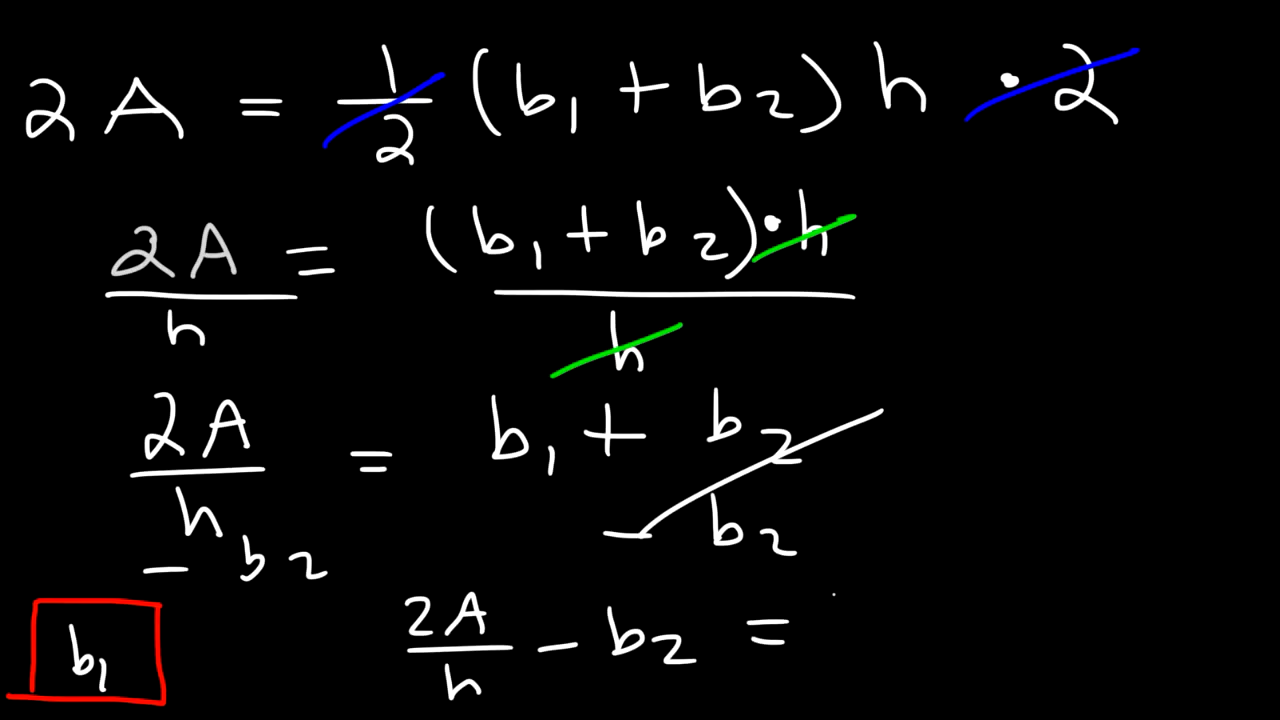 2A = 1/2 (b₁ + b₂) h · 2
2A/h = (b₁ + b₂) · h / h
2A/h = b₁ + b₂
- b₂ - b₂
b₁ 2A/h - b₂ =